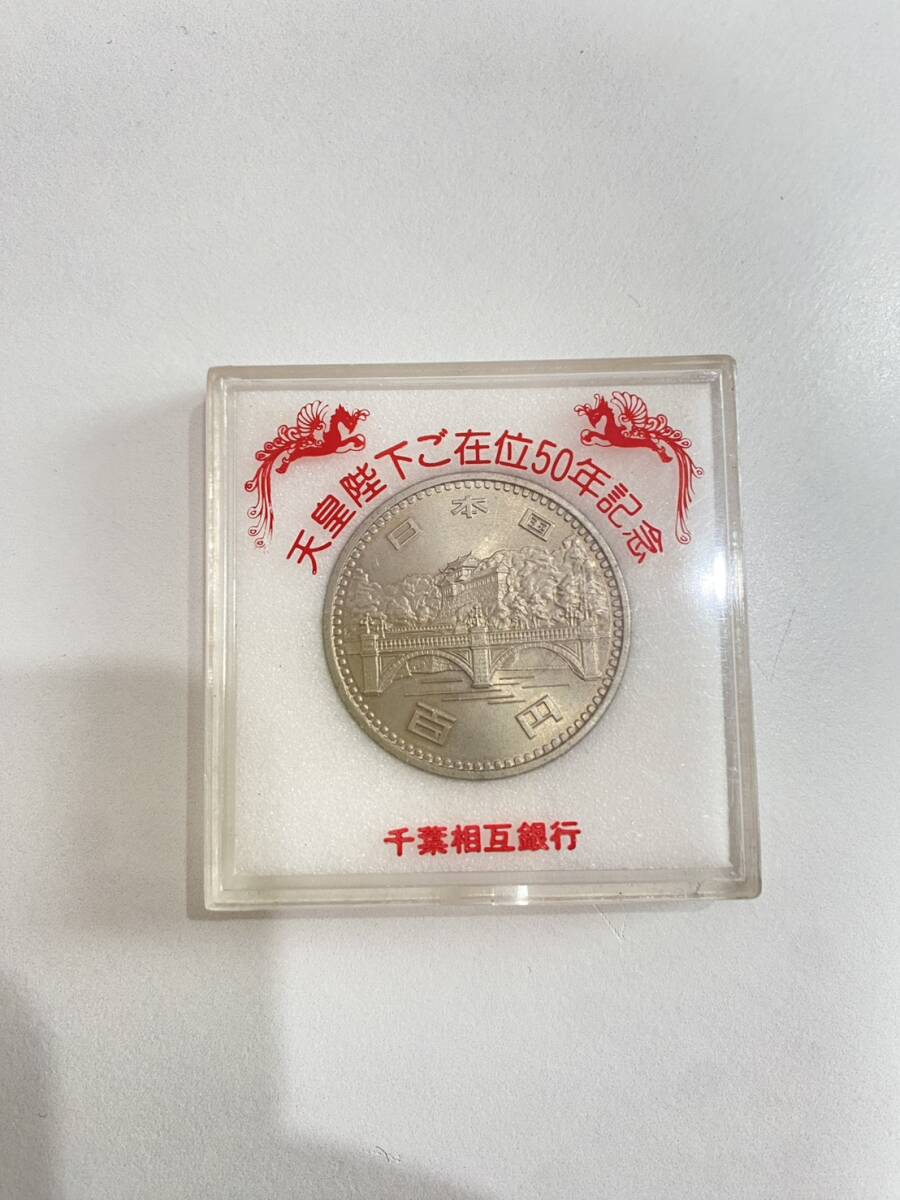 天皇陛下ご在位50年記念
日本国
百円
千葉相互銀行